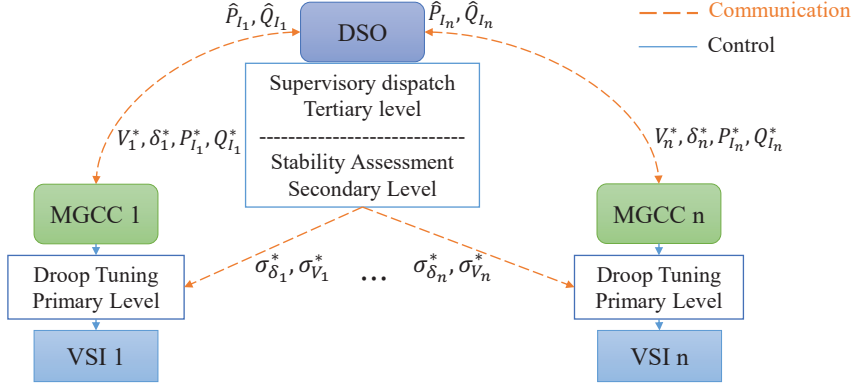 P̂_{I_1}, Q̂_{I_1}
DSO
P̂_{I_n}, Q̂_{I_n}
Communication
Control
Supervisory dispatch
Tertiary level
Stability Assessment
Secondary Level
V_1^*, δ_1^*, P_{I_1}^*, Q_{I_1}^*
V_n^*, δ_n^*, P_{I_n}^*, Q_{I_n}^*
MGCC 1
MGCC n
σ_{δ_1}^*, σ_{V_1}^* ... σ_{δ_n}^*, σ_{V_n}^*
Droop Tuning
Primary Level
Droop Tuning
Primary Level
VSI 1
VSI n